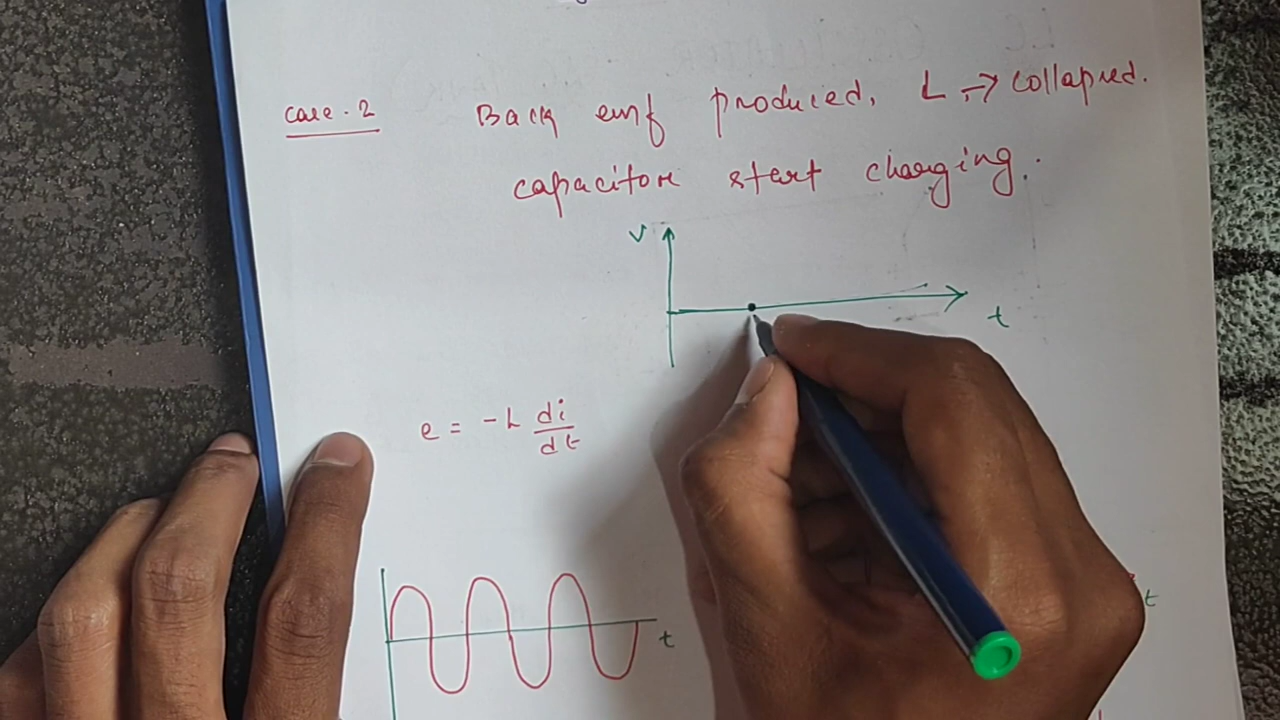 case - 2 Back emf produced. L → collapsed.
capacitor start charging.
V
t
e = -L di/dt
t
t